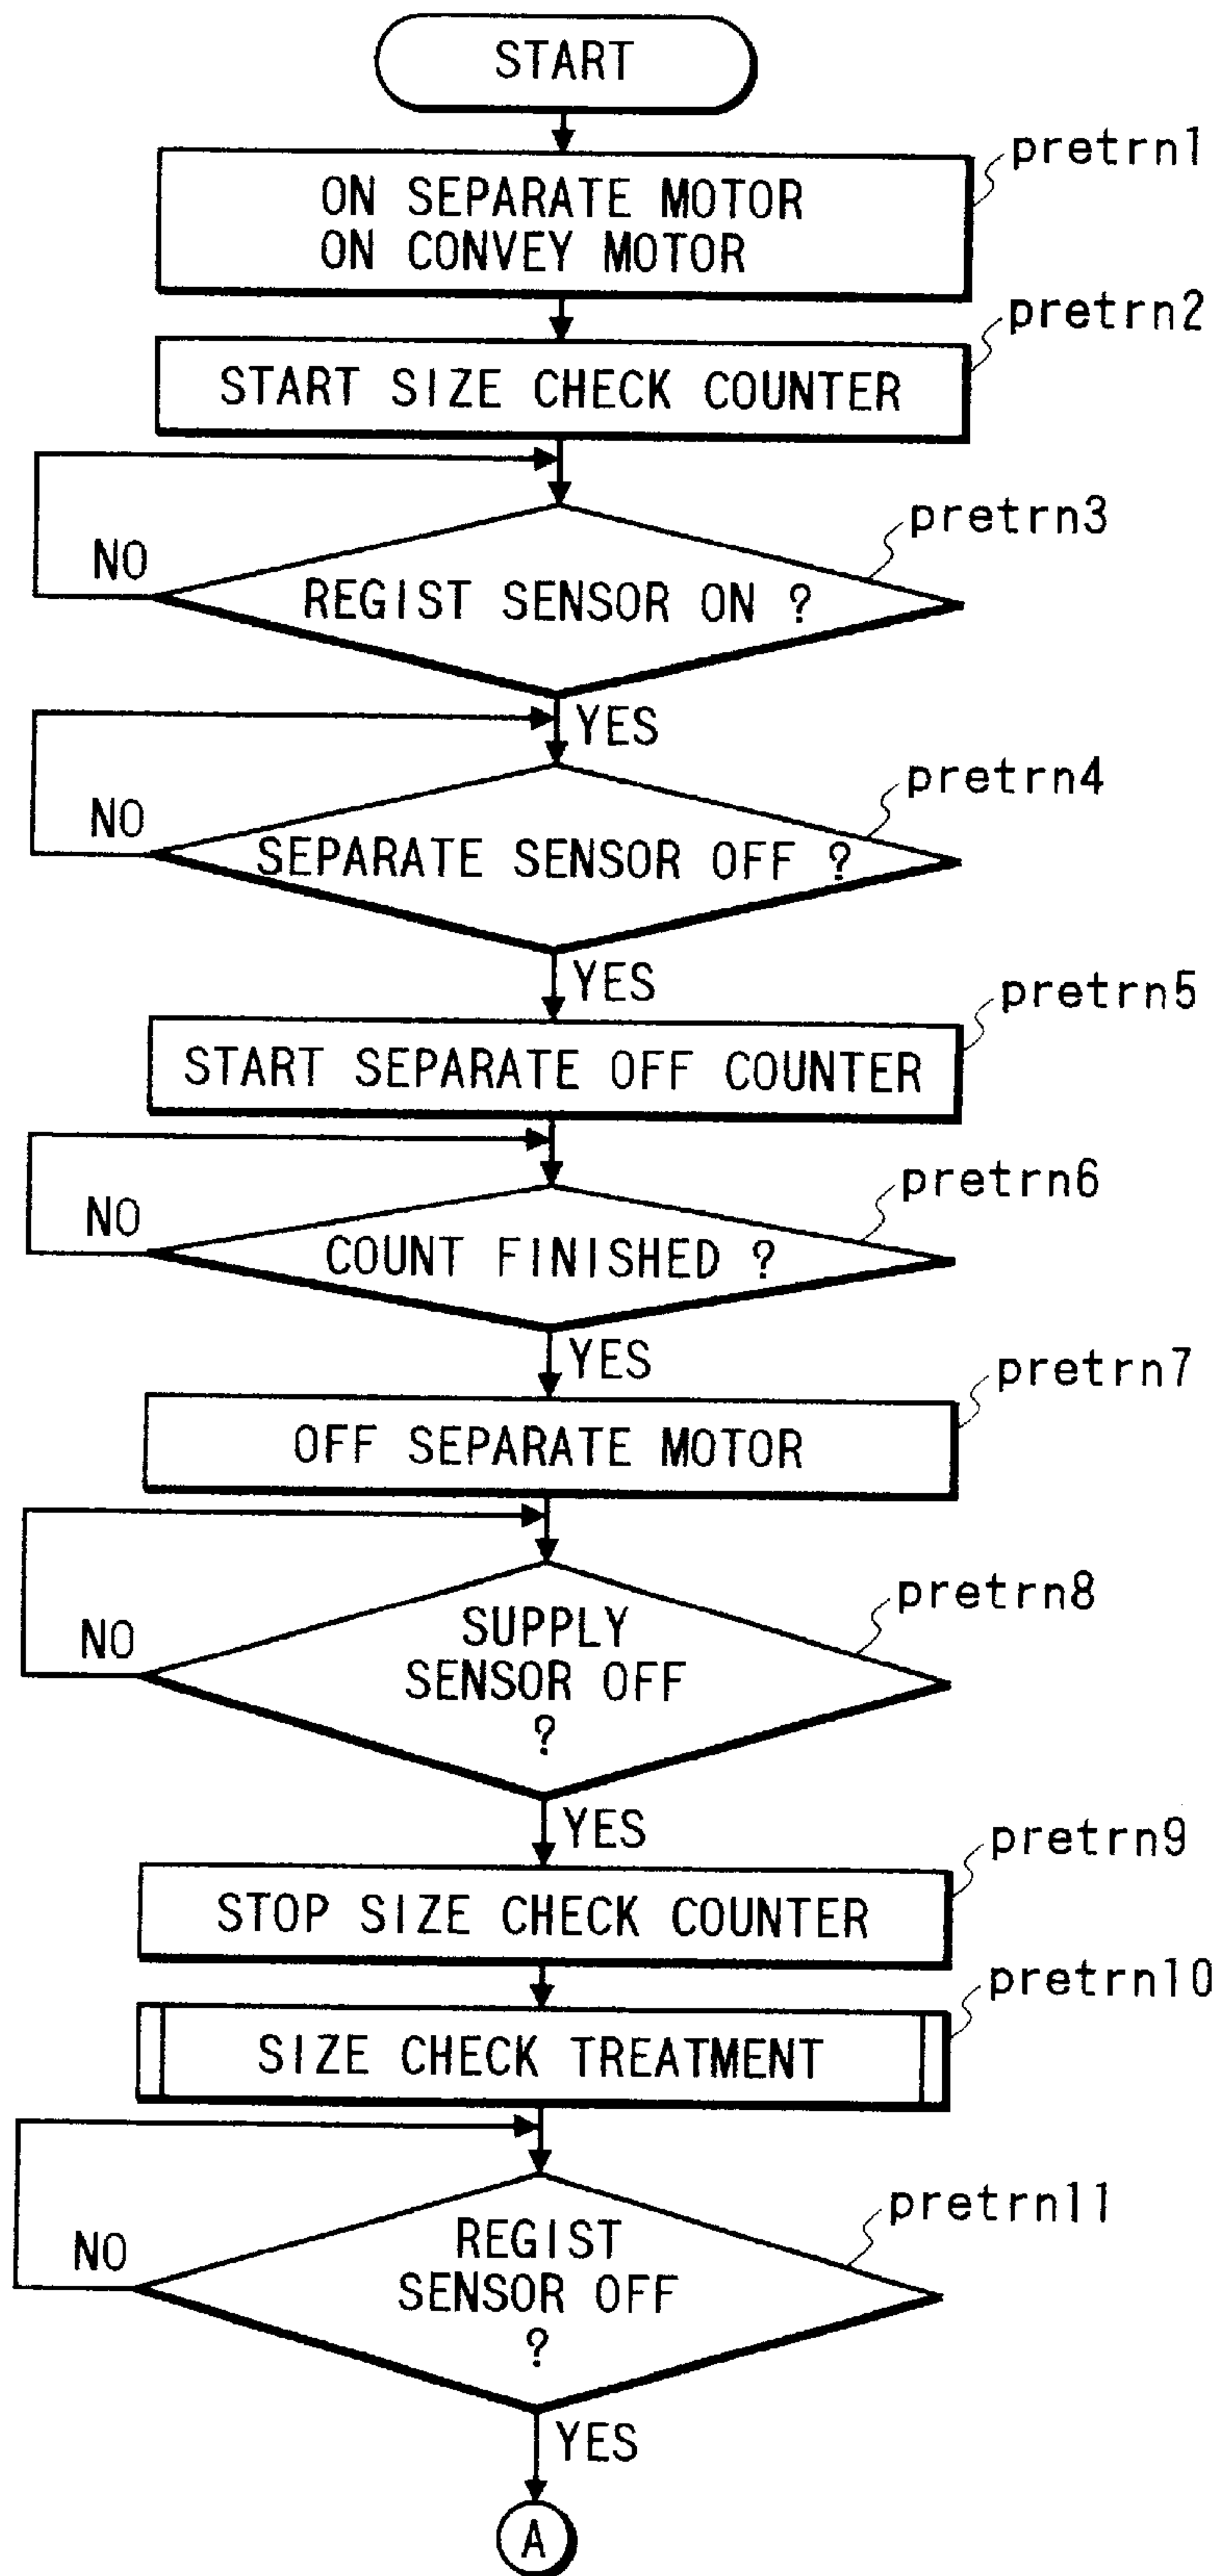 START
pretrn1
ON SEPARATE MOTOR
ON CONVEY MOTOR
pretrn2
START SIZE CHECK COUNTER
pretrn3
NO
REGIST SENSOR ON ?
YES
pretrn4
NO
SEPARATE SENSOR OFF ?
YES
pretrn5
START SEPARATE OFF COUNTER
pretrn6
NO
COUNT FINISHED ?
YES
pretrn7
OFF SEPARATE MOTOR
pretrn8
NO
SUPPLY
SENSOR OFF
?
YES
pretrn9
STOP SIZE CHECK COUNTER
pretrn10
SIZE CHECK TREATMENT
pretrn11
NO
REGIST
SENSOR OFF
?
YES
A